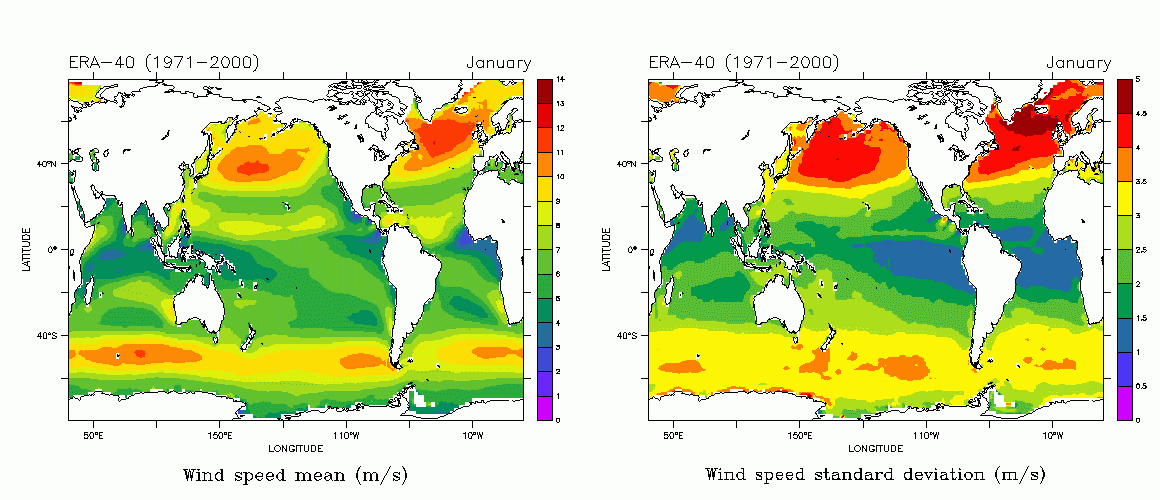 ERA-40 (1971-2000) January
14
13
12
11
10
9
8
7
6
5
4
3
2
1
0
40°N
0°
40°S
LATITUDE
50°E 150°E 110°W 10°W
LONGITUDE
Wind speed mean (m/s)
ERA-40 (1971-2000) January
5
4.5
4
3.5
3
2.5
2
1.5
1
0.5
0
40°N
0°
40°S
LATITUDE
50°E 150°E 110°W 10°W
LONGITUDE
Wind speed standard deviation (m/s)